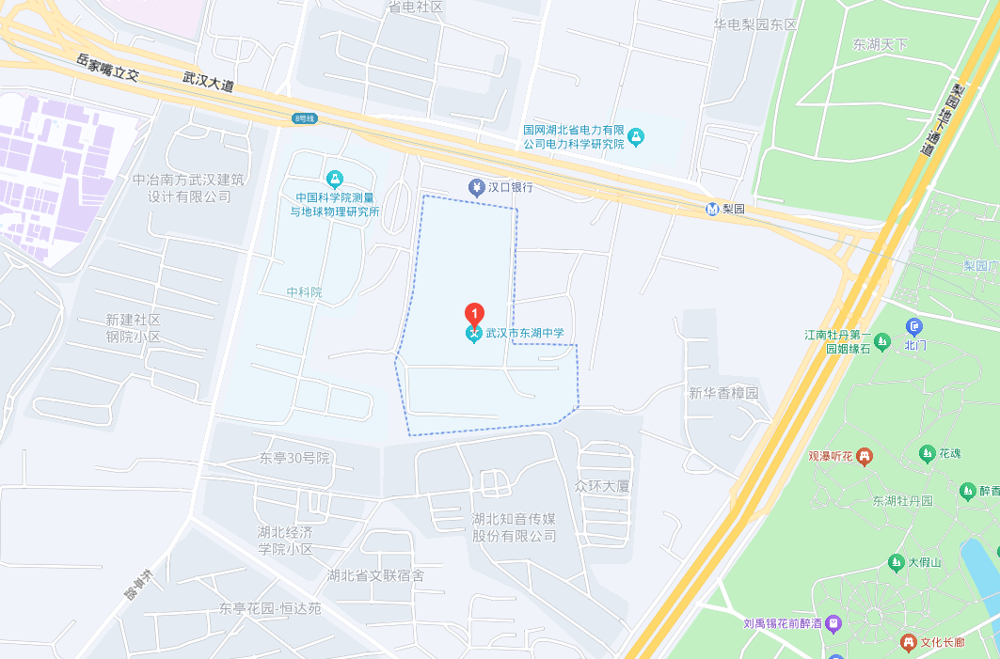 省电社区
华电梨园东区
东湖天下
岳家嘴立交
武汉大道
梨园地下通道
8号线
国网湖北省电力有限
公司电力科学研究院
中冶南方武汉建筑
设计有限公司
中国科学院测量
与地球物理研究所
汉口银行
梨园
梨园广
中科院
新建社区
钢院小区
1
武汉市东湖中学
江南牡丹第一
园姻缘石
北门
新华香樟园
东亭30号院
观瀑听花
花魂
众环大厦
醉香
东湖牡丹园
湖北知音传媒
股份有限公司
湖北经济
学院小区
大假山
湖北省文联宿舍
东亭路
东亭花园-恒达苑
刘禹锡花前醉酒
文化长廊